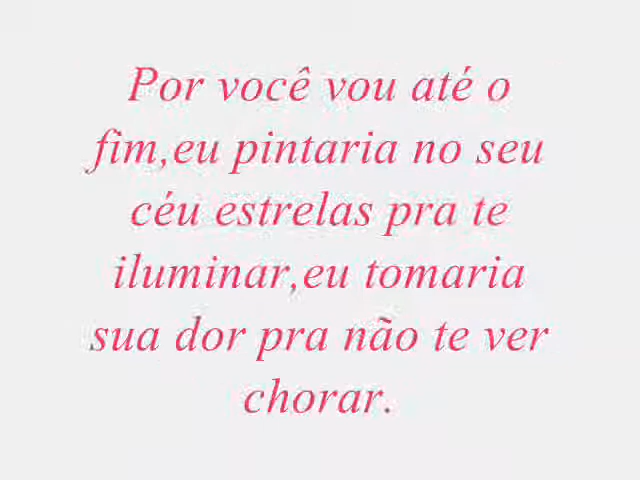 Por você vou até o
fim,eu pintaria no seu
céu estrelas pra te
iluminar,eu tomaria
sua dor pra não te ver
chorar.